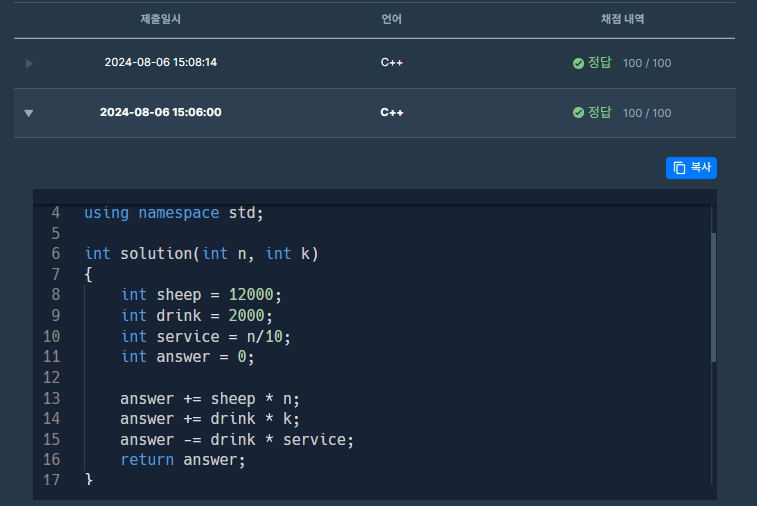 제출일시 언어 채점 내역
2024-08-06 15:08:14 C++ 정답 100 / 100
2024-08-06 15:06:00 C++ 정답 100 / 100
복사
4 using namespace std;
5
6 int solution(int n, int k)
7 {
8 int sheep = 12000;
9 int drink = 2000;
10 int service = n/10;
11 int answer = 0;
12
13 answer += sheep * n;
14 answer += drink * k;
15 answer -= drink * service;
16 return answer;
17 }